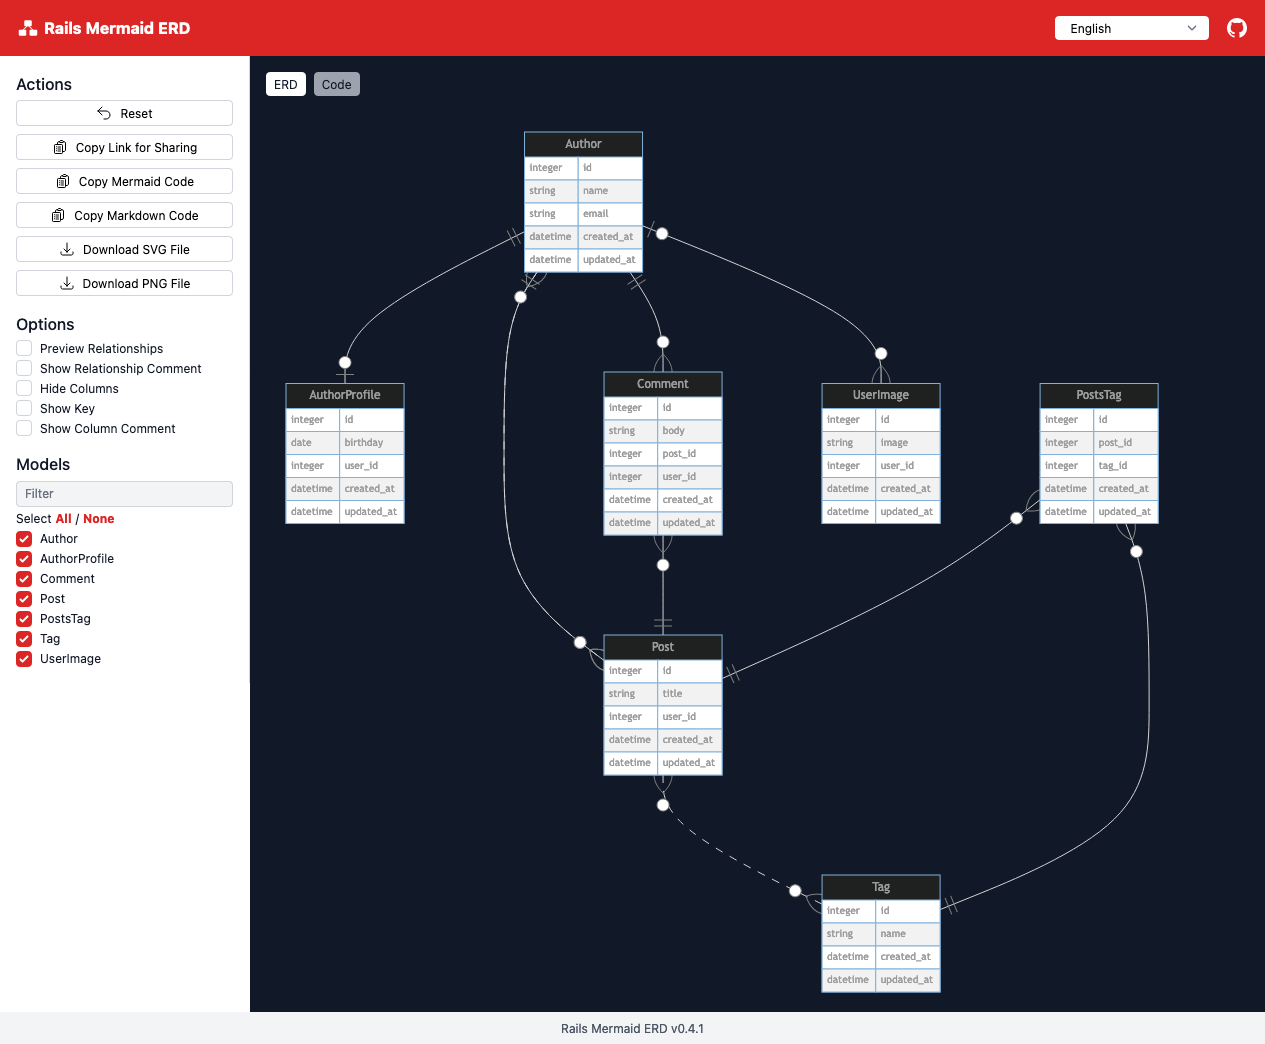 Rails Mermaid ERD
English
Actions
Reset
Copy Link for Sharing
Copy Mermaid Code
Copy Markdown Code
Download SVG File
Download PNG File
Options
Preview Relationships
Show Relationship Comment
Hide Columns
Show Key
Show Column Comment
Models
Filter
Select All / None
Author
AuthorProfile
Comment
Post
PostsTag
Tag
UserImage
ERD Code
Author
integer id
string name
string email
datetime created_at
datetime updated_at
AuthorProfile
integer id
date birthday
integer user_id
datetime created_at
datetime updated_at
Comment
integer id
string body
integer post_id
integer user_id
datetime created_at
datetime updated_at
UserImage
integer id
string image
integer user_id
datetime created_at
datetime updated_at
PostsTag
integer id
integer post_id
integer tag_id
datetime created_at
datetime updated_at
Post
integer id
string title
integer user_id
datetime created_at
datetime updated_at
Tag
integer id
string name
datetime created_at
datetime updated_at
Rails Mermaid ERD v0.4.1